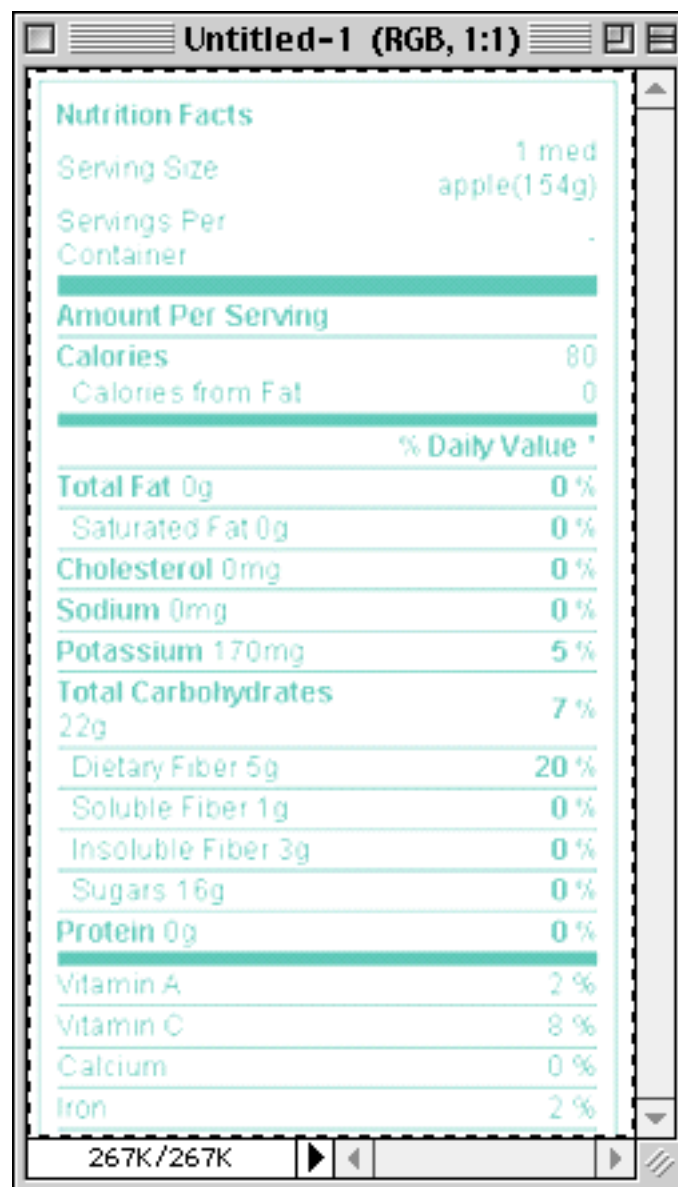 Untitled-1 (RGB, 1:1)
Nutrition Facts
Serving Size 1 med apple(154g)
Servings Per Container -
Amount Per Serving
Calories 80
Calories from Fat 0
% Daily Value *
Total Fat 0g 0 %
Saturated Fat 0g 0 %
Cholesterol 0mg 0 %
Sodium 0mg 0 %
Potassium 170mg 5 %
Total Carbohydrates 22g 7 %
Dietary Fiber 5g 20 %
Soluble Fiber 1g 0 %
Insoluble Fiber 3g 0 %
Sugars 16g 0 %
Protein 0g 0 %
Vitamin A 2 %
Vitamin C 8 %
Calcium 0 %
Iron 2 %
267K/267K